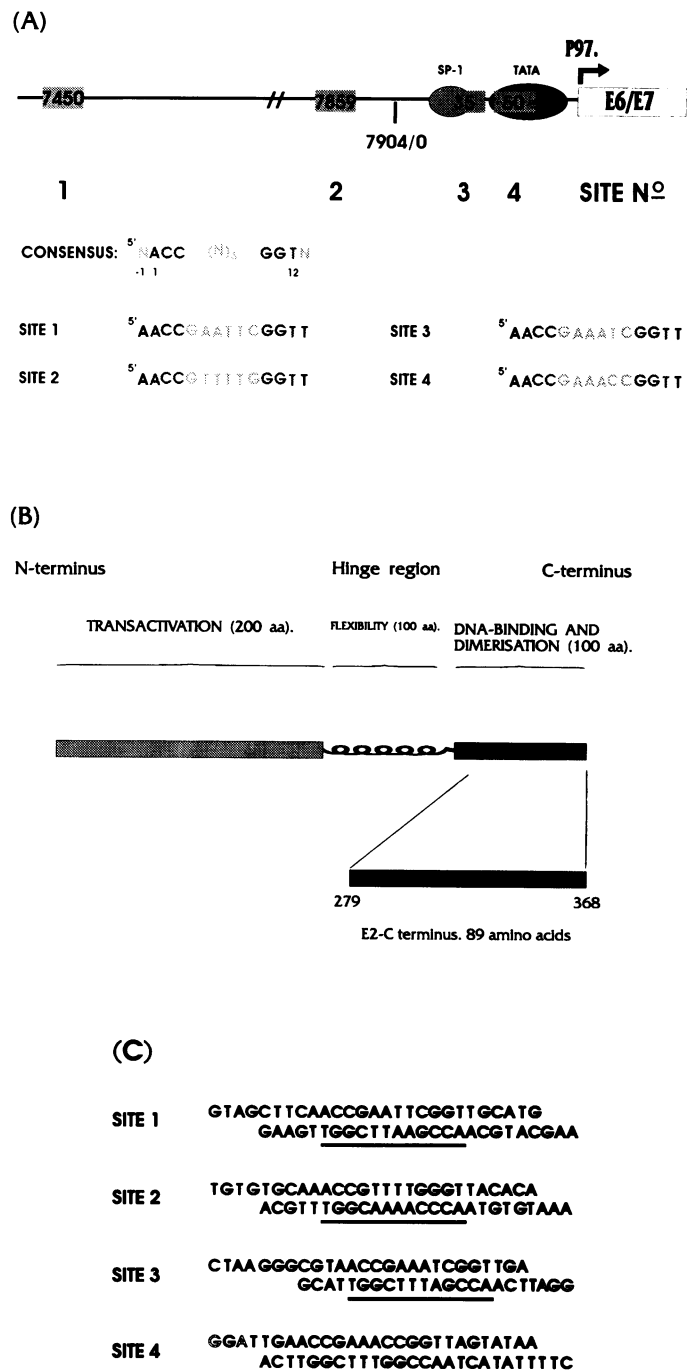 (A)
P97.
SP-1 TATA
7450 // 7859 35 50 E6/E7
7904/0
1 2 3 4 SITE Nº
CONSENSUS: 5' NACC (N) GGTN
-1 1 12
SITE 1 5' AACCGAATTCGGTT SITE 3 5' AACCGAAATCGGTT
SITE 2 5' AACCGTTTTGGGTT SITE 4 5' AACCGAAACCGGTT
(B)
N-terminus Hinge region C-terminus
TRANSACTIVATION (200 aa). FLEXIBILITY (100 aa). DNA-BINDING AND
DIMERISATION (100 aa).
279 368
E2-C terminus. 89 amino acids
(C)
SITE 1 GTAGCTTCAACCGAATTCGGTTGCATG
GAAGTTGGCTTAAGCCAACGTACGAA
SITE 2 TGTGTGCAAACCGTTTTGGGTTACACA
ACGTTTGGCAAAACCCAATGTGTAAA
SITE 3 CTAAGGGCGTAACCGAAATCGGTTGA
GCATTGGCTTTAGCCAACTTAGG
SITE 4 GGATTGAACCGAAACCGGTTAGTATAA
ACTTGGCTTTGGCCAATCATATTTTC